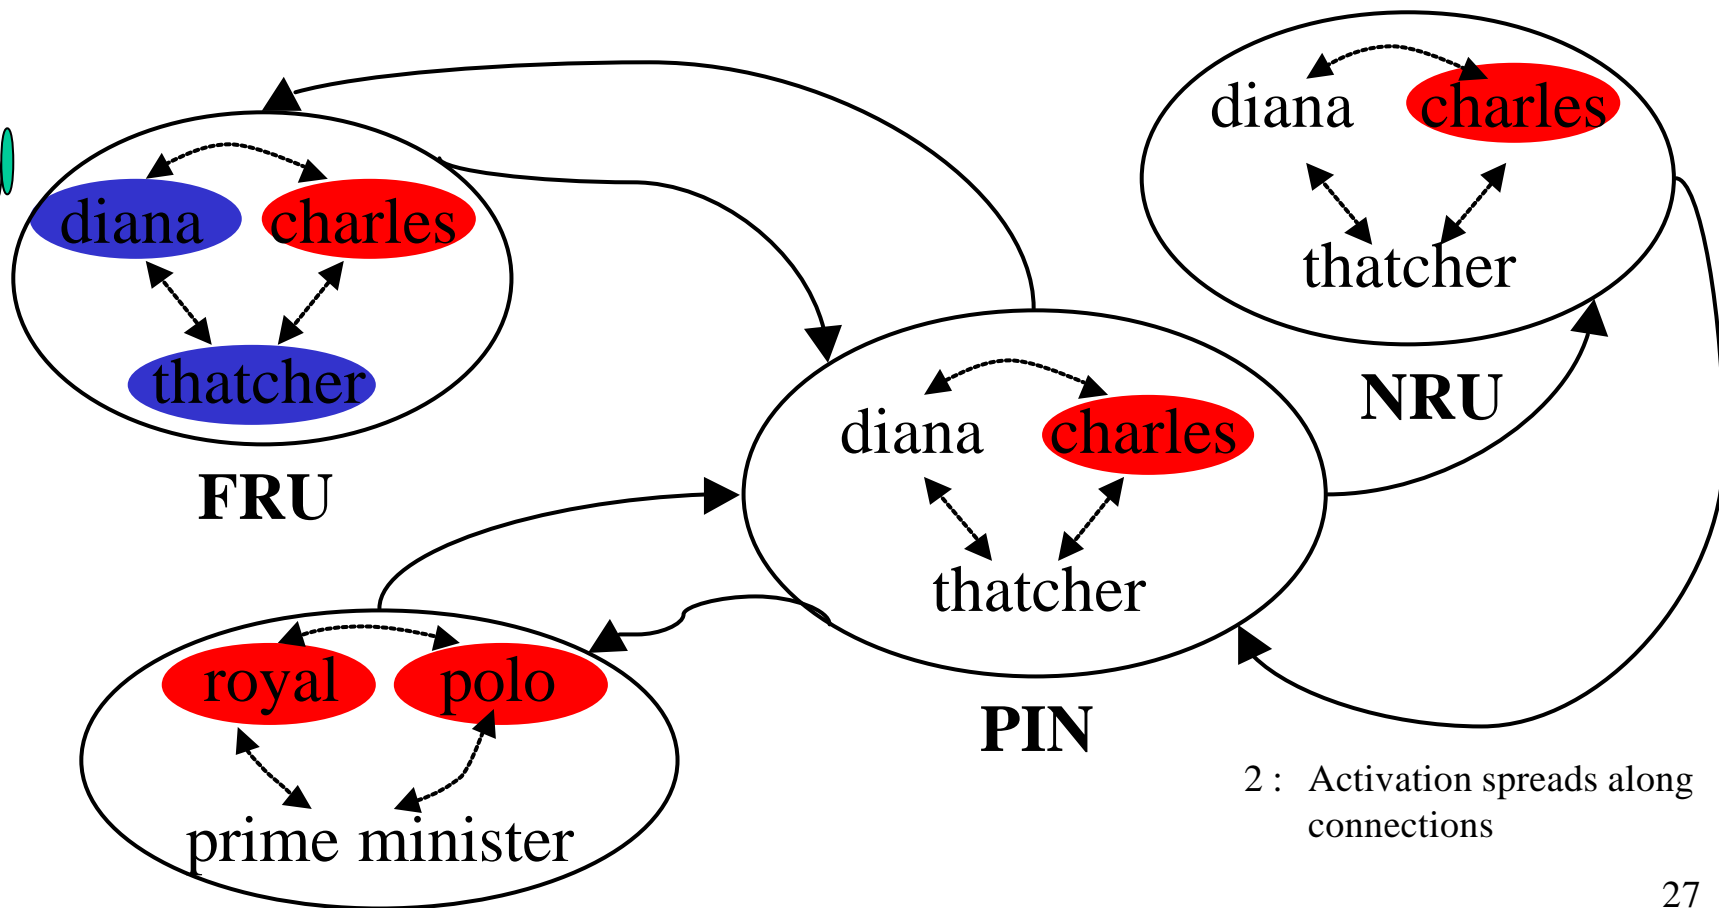 diana charles
thatcher
FRU
diana charles
thatcher
NRU
diana charles
thatcher
PIN
royal polo
prime minister
2 : Activation spreads along
connections
27